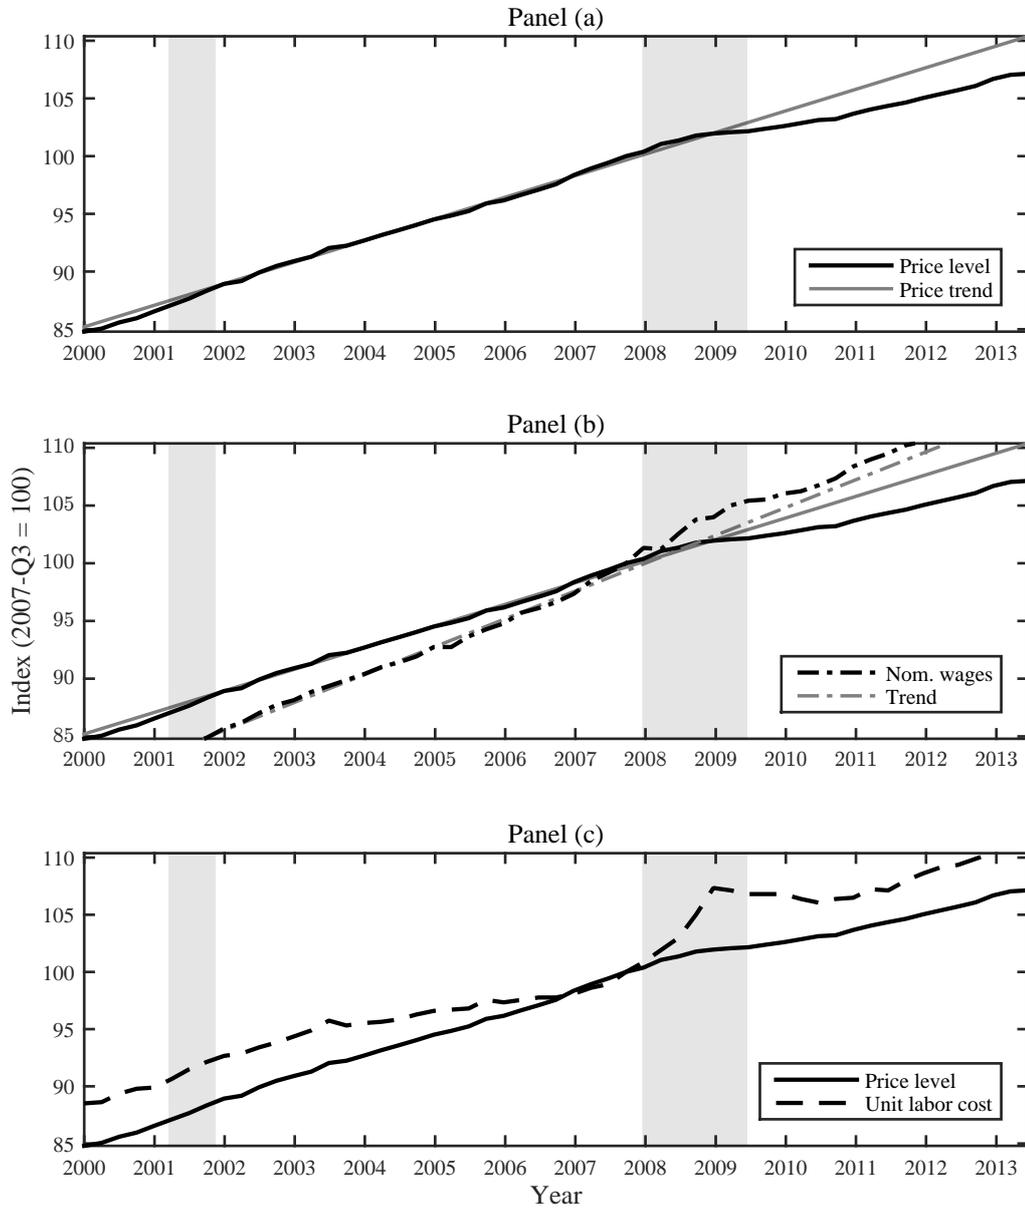 Panel (a)
110
105
100
95
90
85
Price level
Price trend
2000 2001 2002 2003 2004 2005 2006 2007 2008 2009 2010 2011 2012 2013
Panel (b)
110
105
100
95
90
85
Index (2007-Q3 = 100)
Nom. wages
Trend
2000 2001 2002 2003 2004 2005 2006 2007 2008 2009 2010 2011 2012 2013
Panel (c)
110
105
100
95
90
85
Price level
Unit labor cost
2000 2001 2002 2003 2004 2005 2006 2007 2008 2009 2010 2011 2012 2013
Year